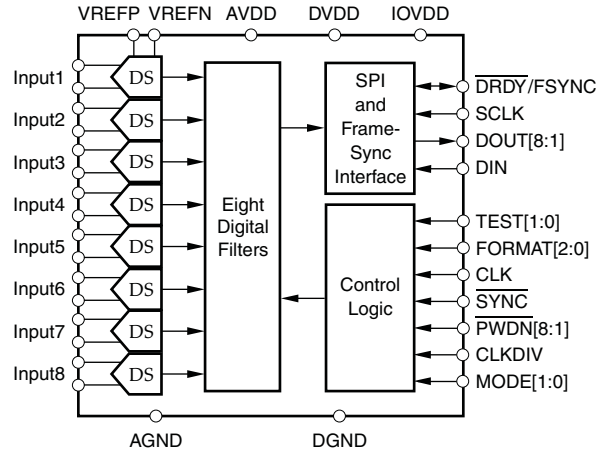 VREFP VREFN AVDD DVDD IOVDD
Input1
Input2
Input3
Input4
Input5
Input6
Input7
Input8
DS
DS
DS
DS
DS
DS
DS
DS
Eight
Digital
Filters
SPI
and
Frame-
Sync
Interface
Control
Logic
DRDY/FSYNC
SCLK
DOUT[8:1]
DIN
TEST[1:0]
FORMAT[2:0]
CLK
SYNC
PWDN[8:1]
CLKDIV
MODE[1:0]
AGND DGND